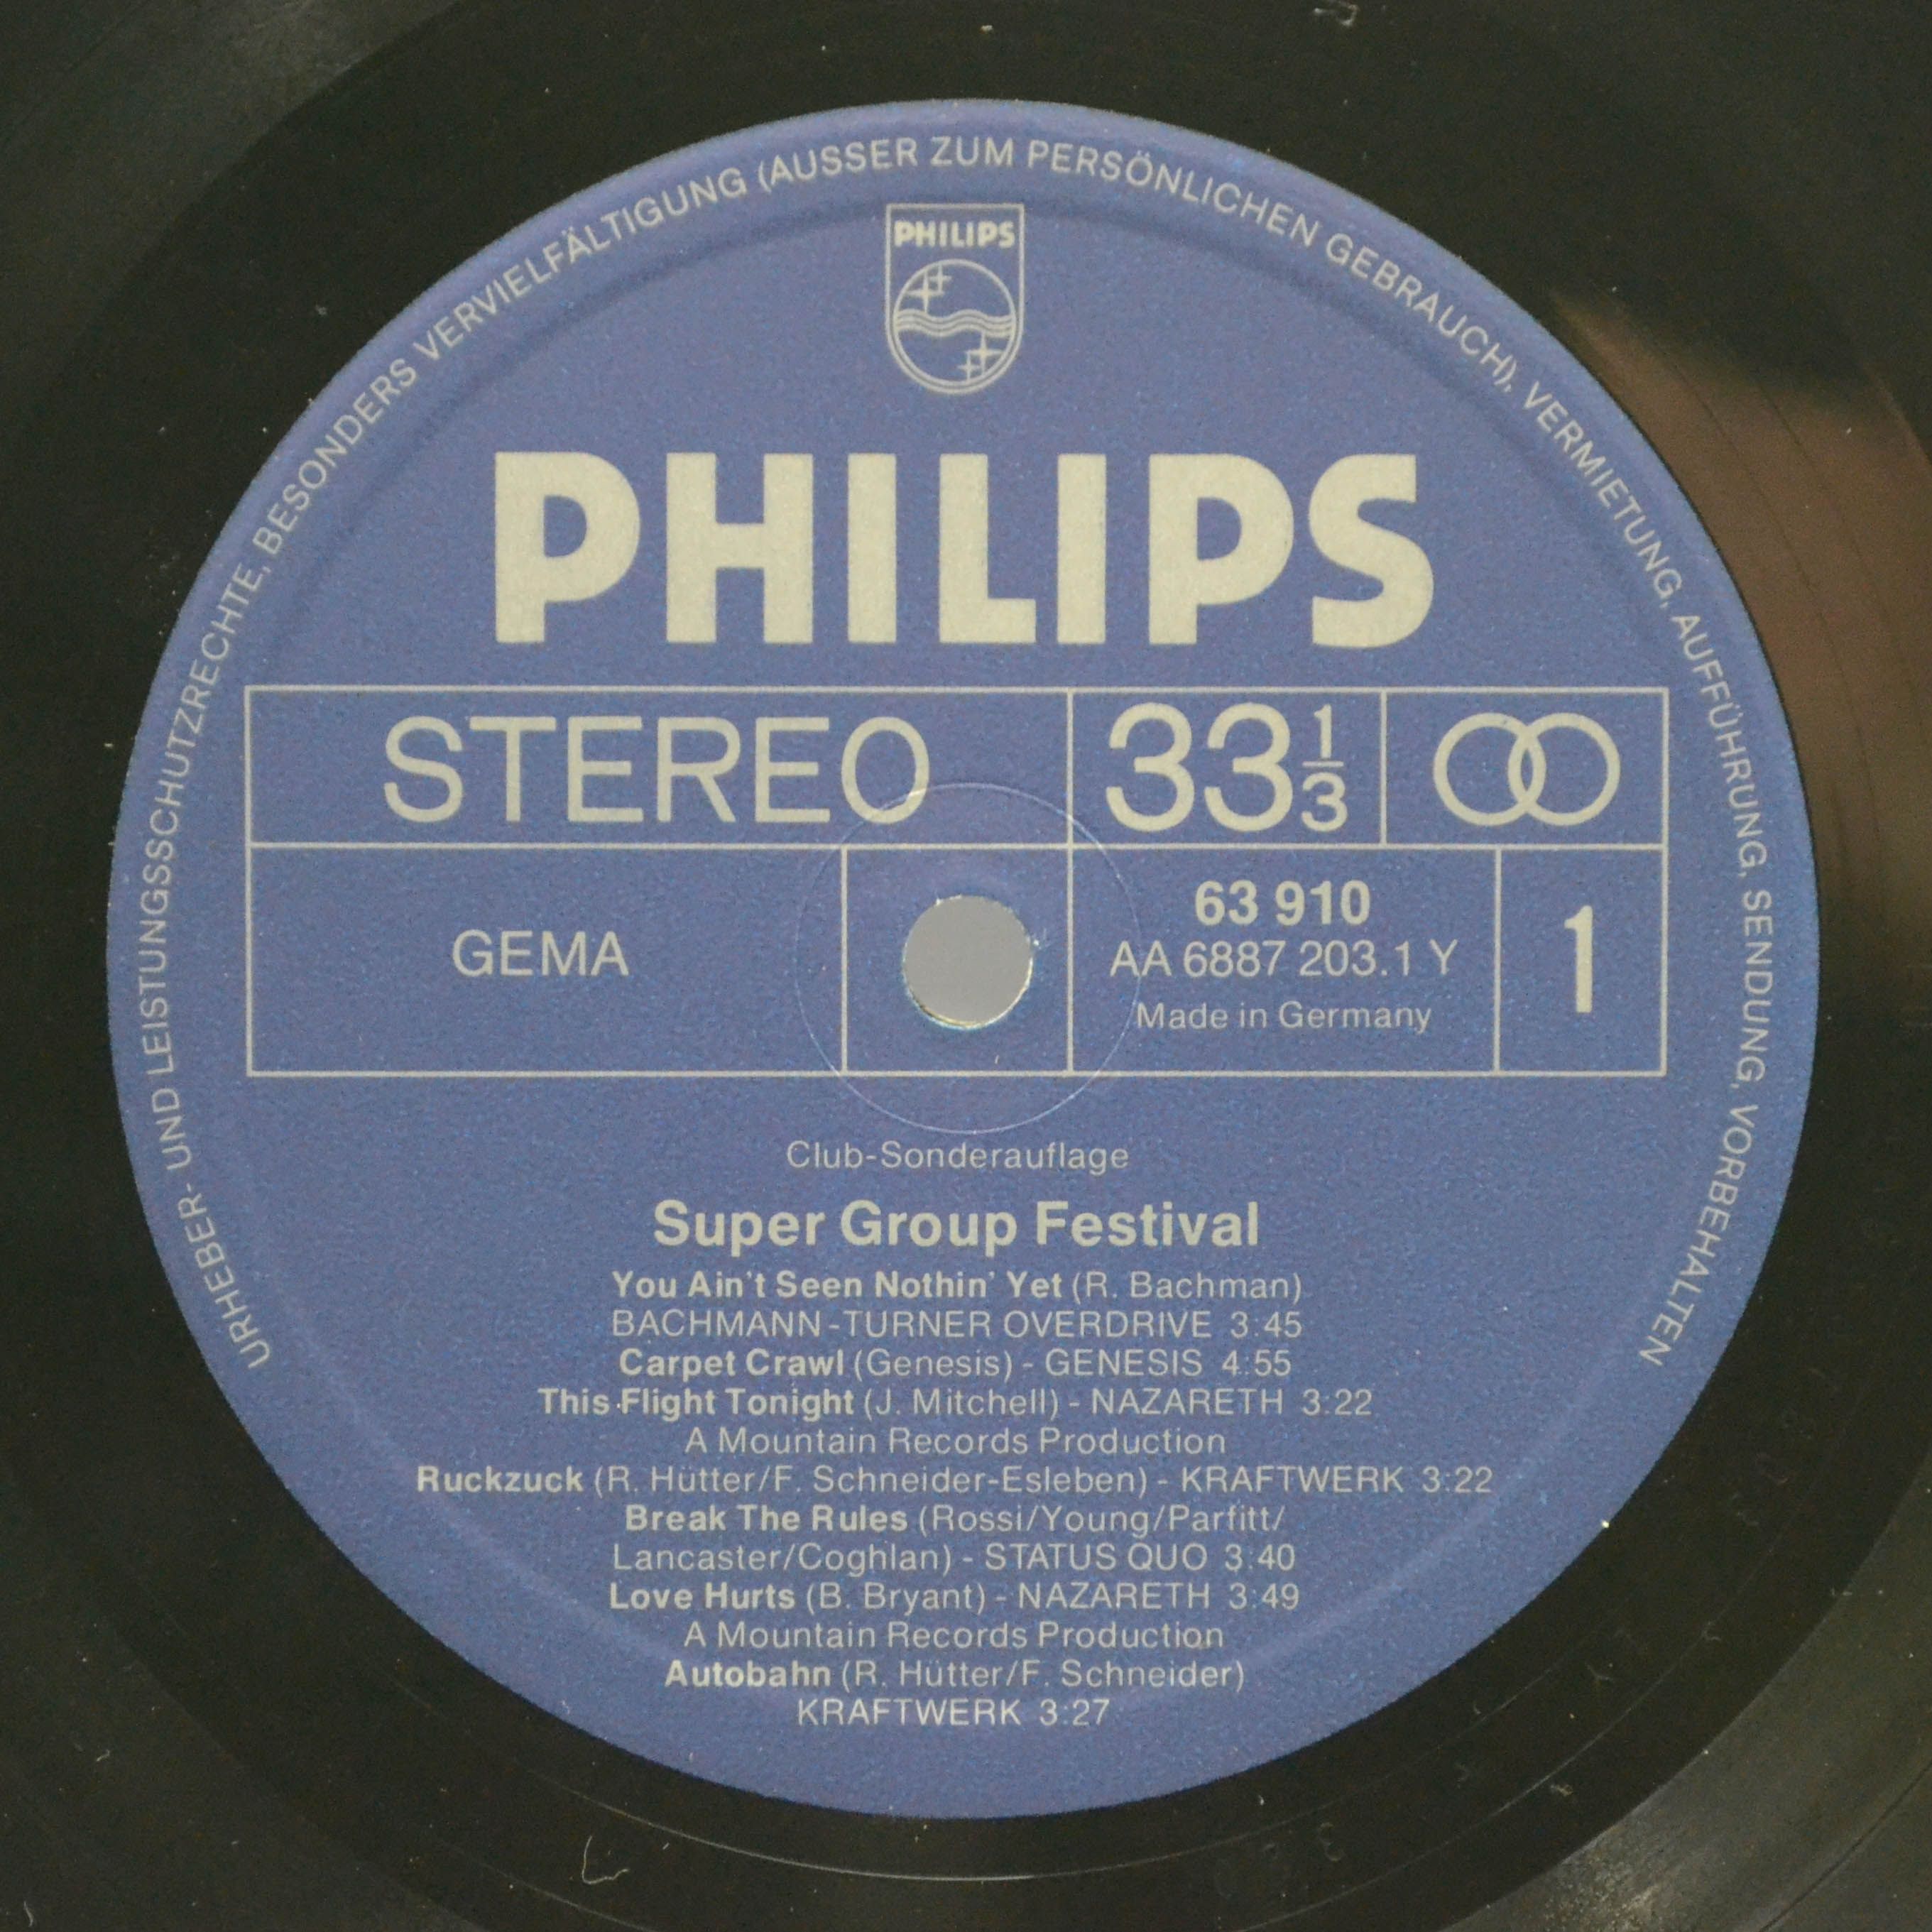 URHEBER- UND LEISTUNGSSCHUTZRECHTE, BESONDERS VERVIELFÄLTIGUNG (AUSSER ZUM PERSÖNLICHEN GEBRAUCH), VERMIETUNG, AUFFÜHRUNG, SENDUNG, VORBEHALTEN
PHILIPS
PHILIPS
STEREO 33 1/3
GEMA
63 910
AA 6887 203.1 Y
Made in Germany
1
Club-Sonderauflage
Super Group Festival
You Ain't Seen Nothin' Yet (R. Bachman)
BACHMANN-TURNER OVERDRIVE 3:45
Carpet Crawl (Genesis) - GENESIS 4:55
This Flight Tonight (J. Mitchell) - NAZARETH 3:22
A Mountain Records Production
Ruckzuck (R. Hütter/F. Schneider-Esleben) - KRAFTWERK 3:22
Break The Rules (Rossi/Young/Parfitt/
Lancaster/Coghlan) - STATUS QUO 3:40
Love Hurts (B. Bryant) - NAZARETH 3:49
A Mountain Records Production
Autobahn (R. Hütter/F. Schneider)
KRAFTWERK 3:27